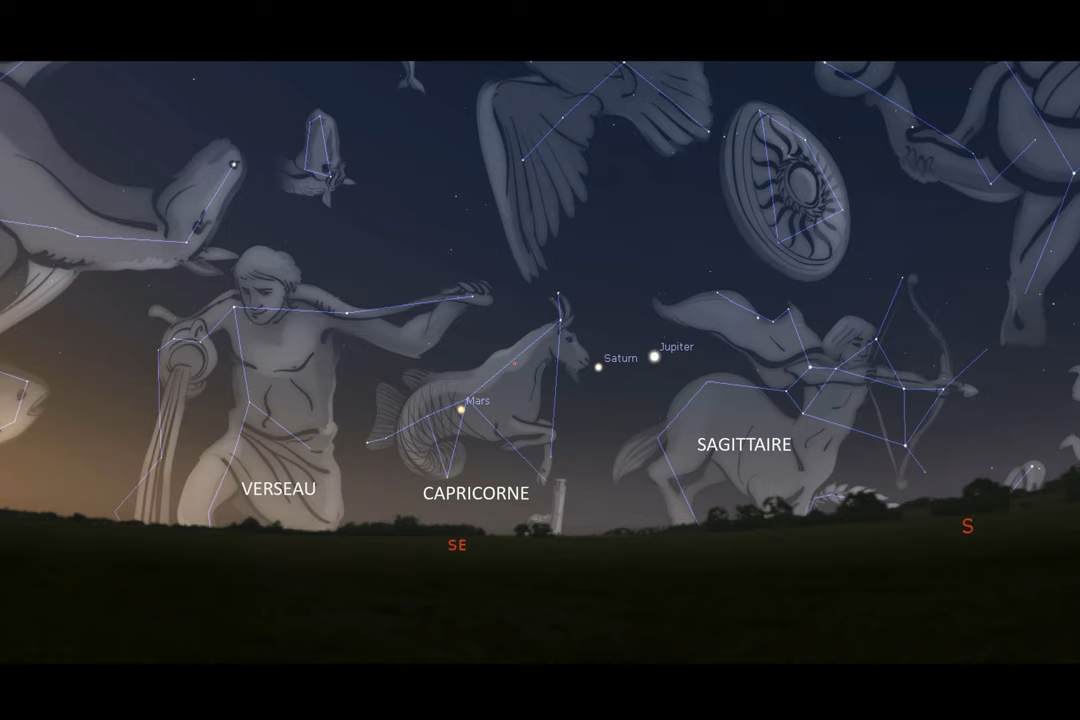 Jupiter
Saturn
Mars
SAGITTAIRE
VERSEAU
CAPRICORNE
S
SE